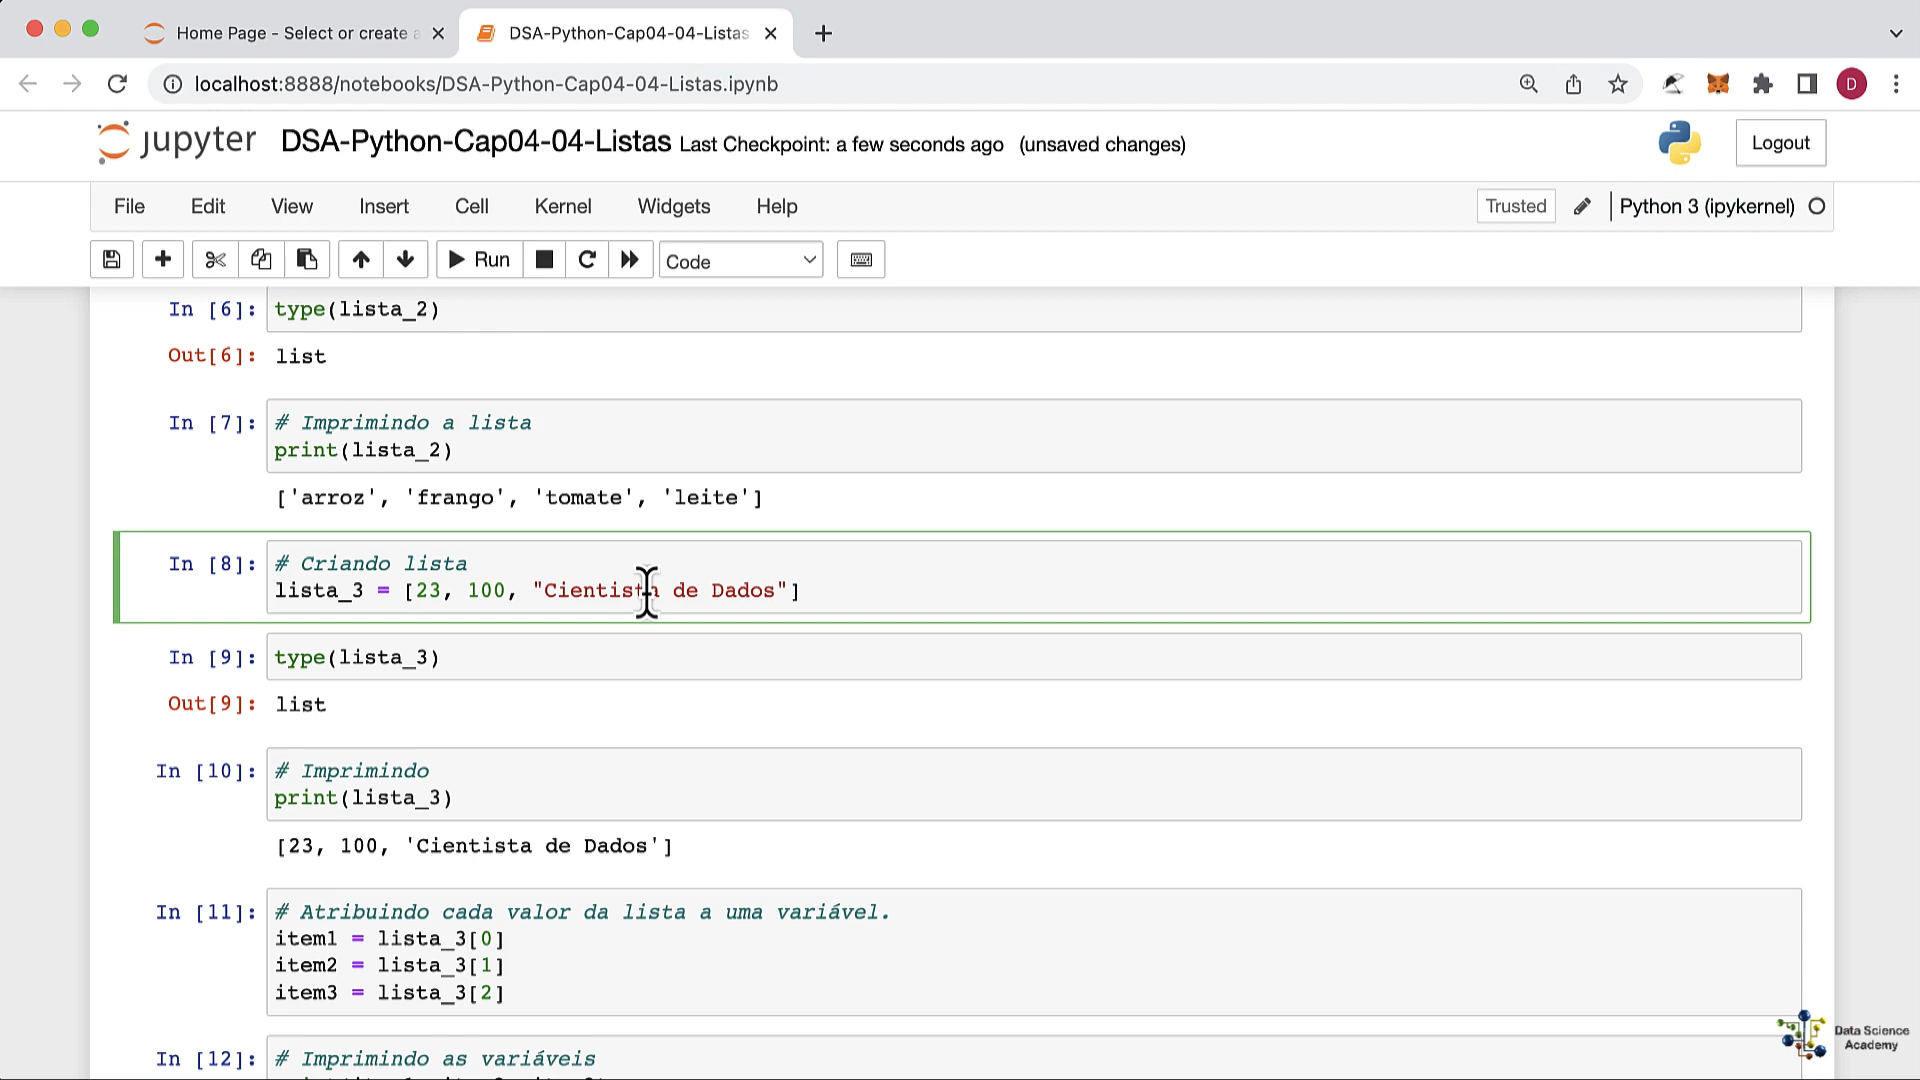 Home Page - Select or create a
DSA-Python-Cap04-04-Listas
localhost:8888/notebooks/DSA-Python-Cap04-04-Listas.ipynb
D
jupyter DSA-Python-Cap04-04-Listas Last Checkpoint: a few seconds ago (unsaved changes)
Logout
File Edit View Insert Cell Kernel Widgets Help
Trusted Python 3 (ipykernel)
Run Code
In [6]: type(lista_2)
Out[6]: list
In [7]: # Imprimindo a lista
print(lista_2)
['arroz', 'frango', 'tomate', 'leite']
In [8]: # Criando lista
lista_3 = [23, 100, "Cientista de Dados"]
In [9]: type(lista_3)
Out[9]: list
In [10]: # Imprimindo
print(lista_3)
[23, 100, 'Cientista de Dados']
In [11]: # Atribuindo cada valor da lista a uma variável.
item1 = lista_3[0]
item2 = lista_3[1]
item3 = lista_3[2]
In [12]: # Imprimindo as variáveis
Data Science
Academy